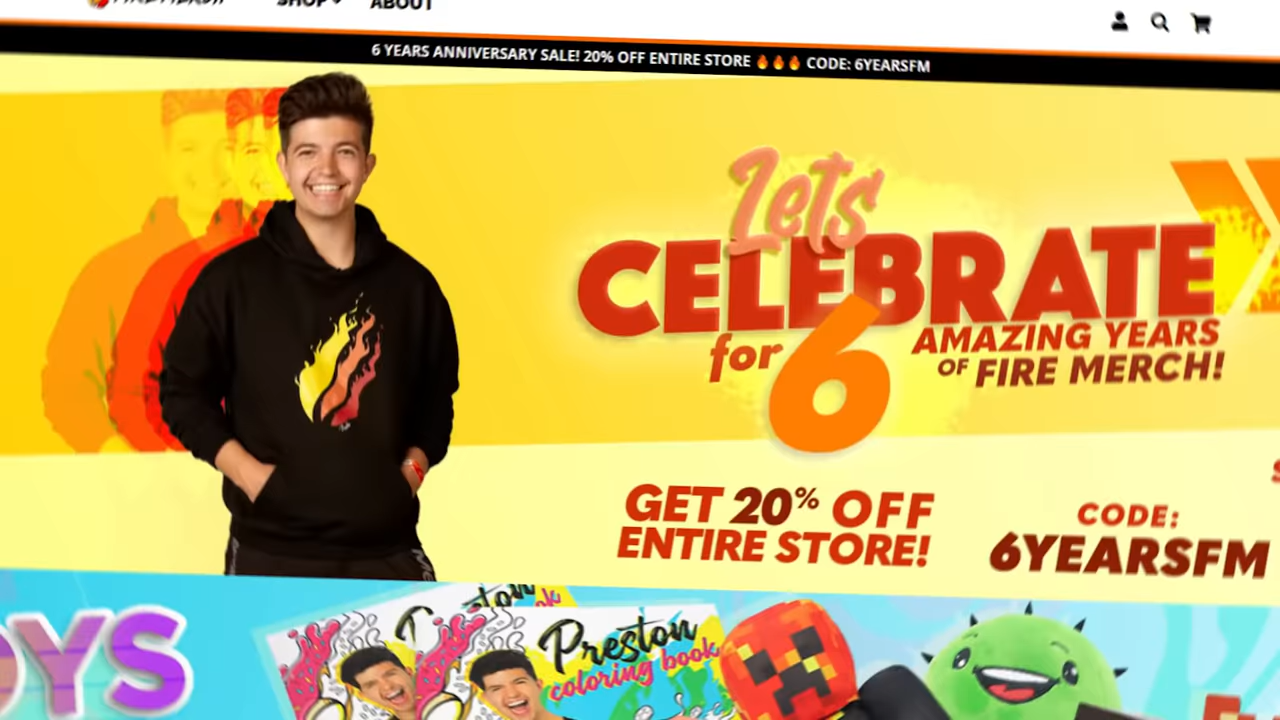 SHOP ABOUT
6 YEARS ANNIVERSARY SALE! 20% OFF ENTIRE STORE 🔥🔥🔥 CODE: 6YEARSFM
Lets
CELEBRATE
for 6 AMAZING YEARS
OF FIRE MERCH!
GET 20% OFF
ENTIRE STORE!
CODE:
6YEARSFM
OYS
Preston
coloring book